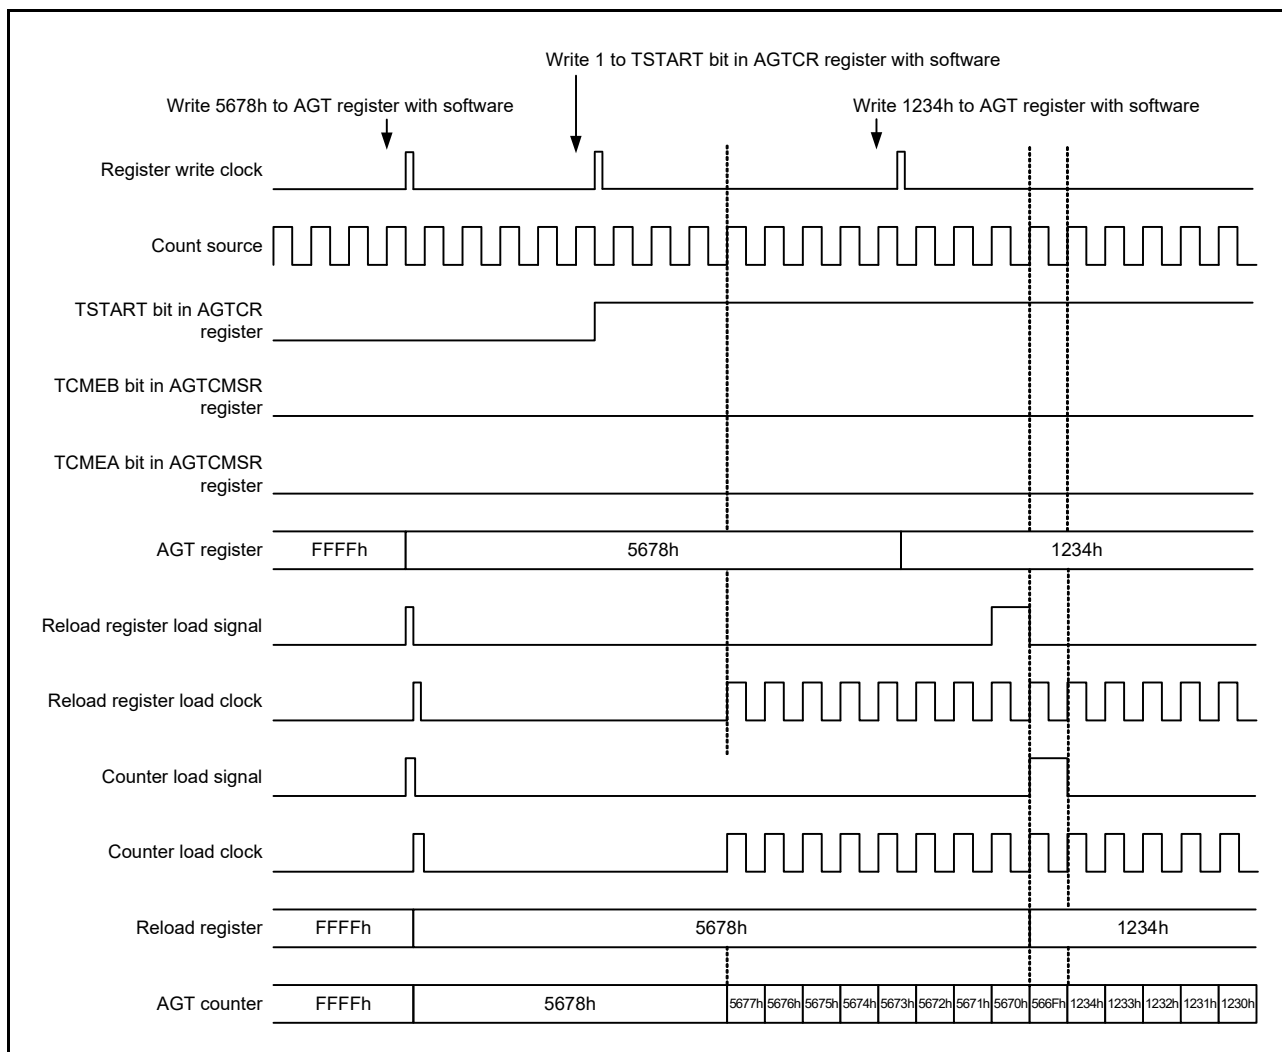 Write 1 to TSTART bit in AGTCR register with software
Write 5678h to AGT register with software
Write 1234h to AGT register with software
Register write clock
Count source
TSTART bit in AGTCR
register
TCMEB bit in AGTCMSR
register
TCMEA bit in AGTCMSR
register
AGT register FFFFh 5678h 1234h
Reload register load signal
Reload register load clock
Counter load signal
Counter load clock
Reload register FFFFh 5678h 1234h
AGT counter FFFFh 5678h 5677h 5676h 5675h 5674h 5673h 5672h 5671h 5670h 566Fh 1234h 1233h 1232h 1231h 1230h